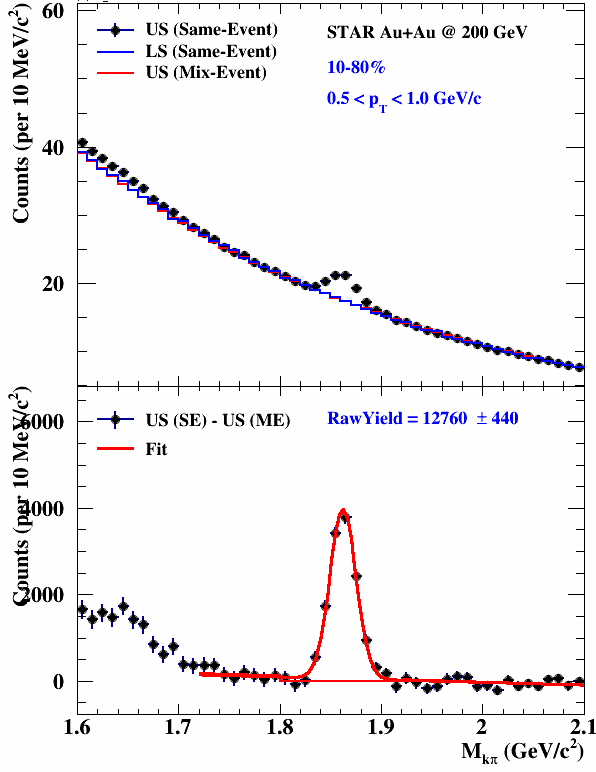 60
US (Same-Event)
LS (Same-Event)
US (Mix-Event)
STAR Au+Au @ 200 GeV
10-80%
0.5 < p_T < 1.0 GeV/c
Counts (per 10 MeV/c²)
40
20
6000
US (SE) - US (ME)
RawYield = 12760 ± 440
Fit
Counts (per 10 MeV/c²)
4000
2000
0
1.6 1.7 1.8 1.9 2 2.1
M_kπ (GeV/c²)